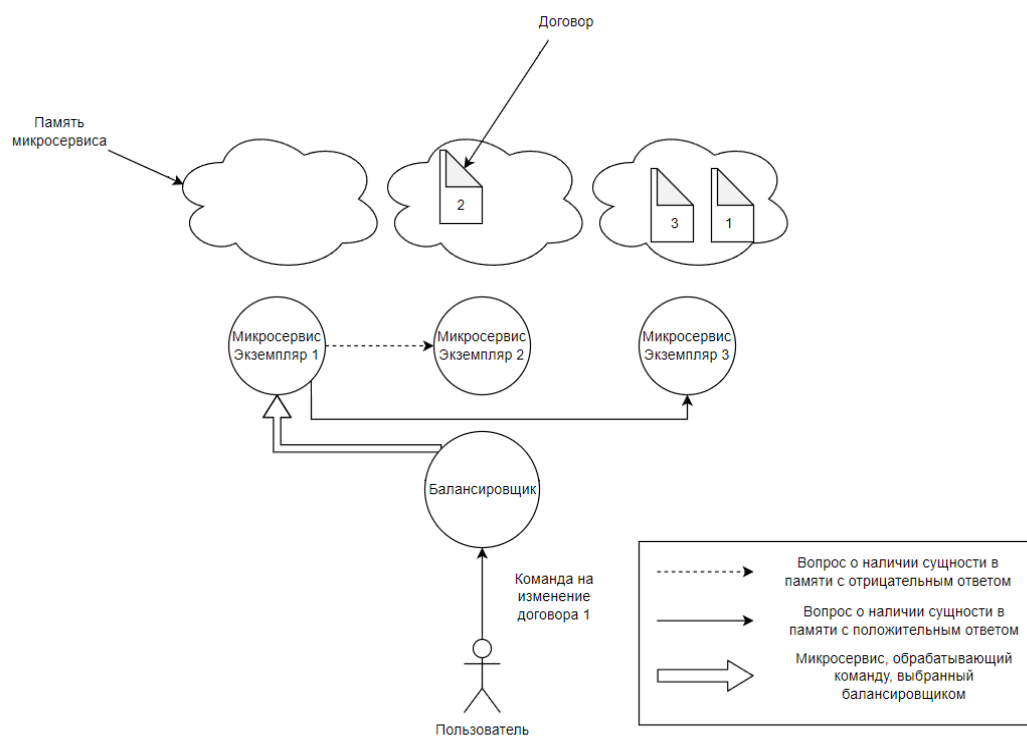 Договор
Память
микросервиса
2
3
1
Микросервис
Экземпляр 1
Микросервис
Экземпляр 2
Микросервис
Экземпляр 3
Балансировщик
Команда на
изменение
договора 1
Пользователь
Вопрос о наличии сущности в
памяти с отрицательным ответом
Вопрос о наличии сущности в
памяти с положительным ответом
Микросервис, обрабатывающий
команду, выбранный
балансировщиком